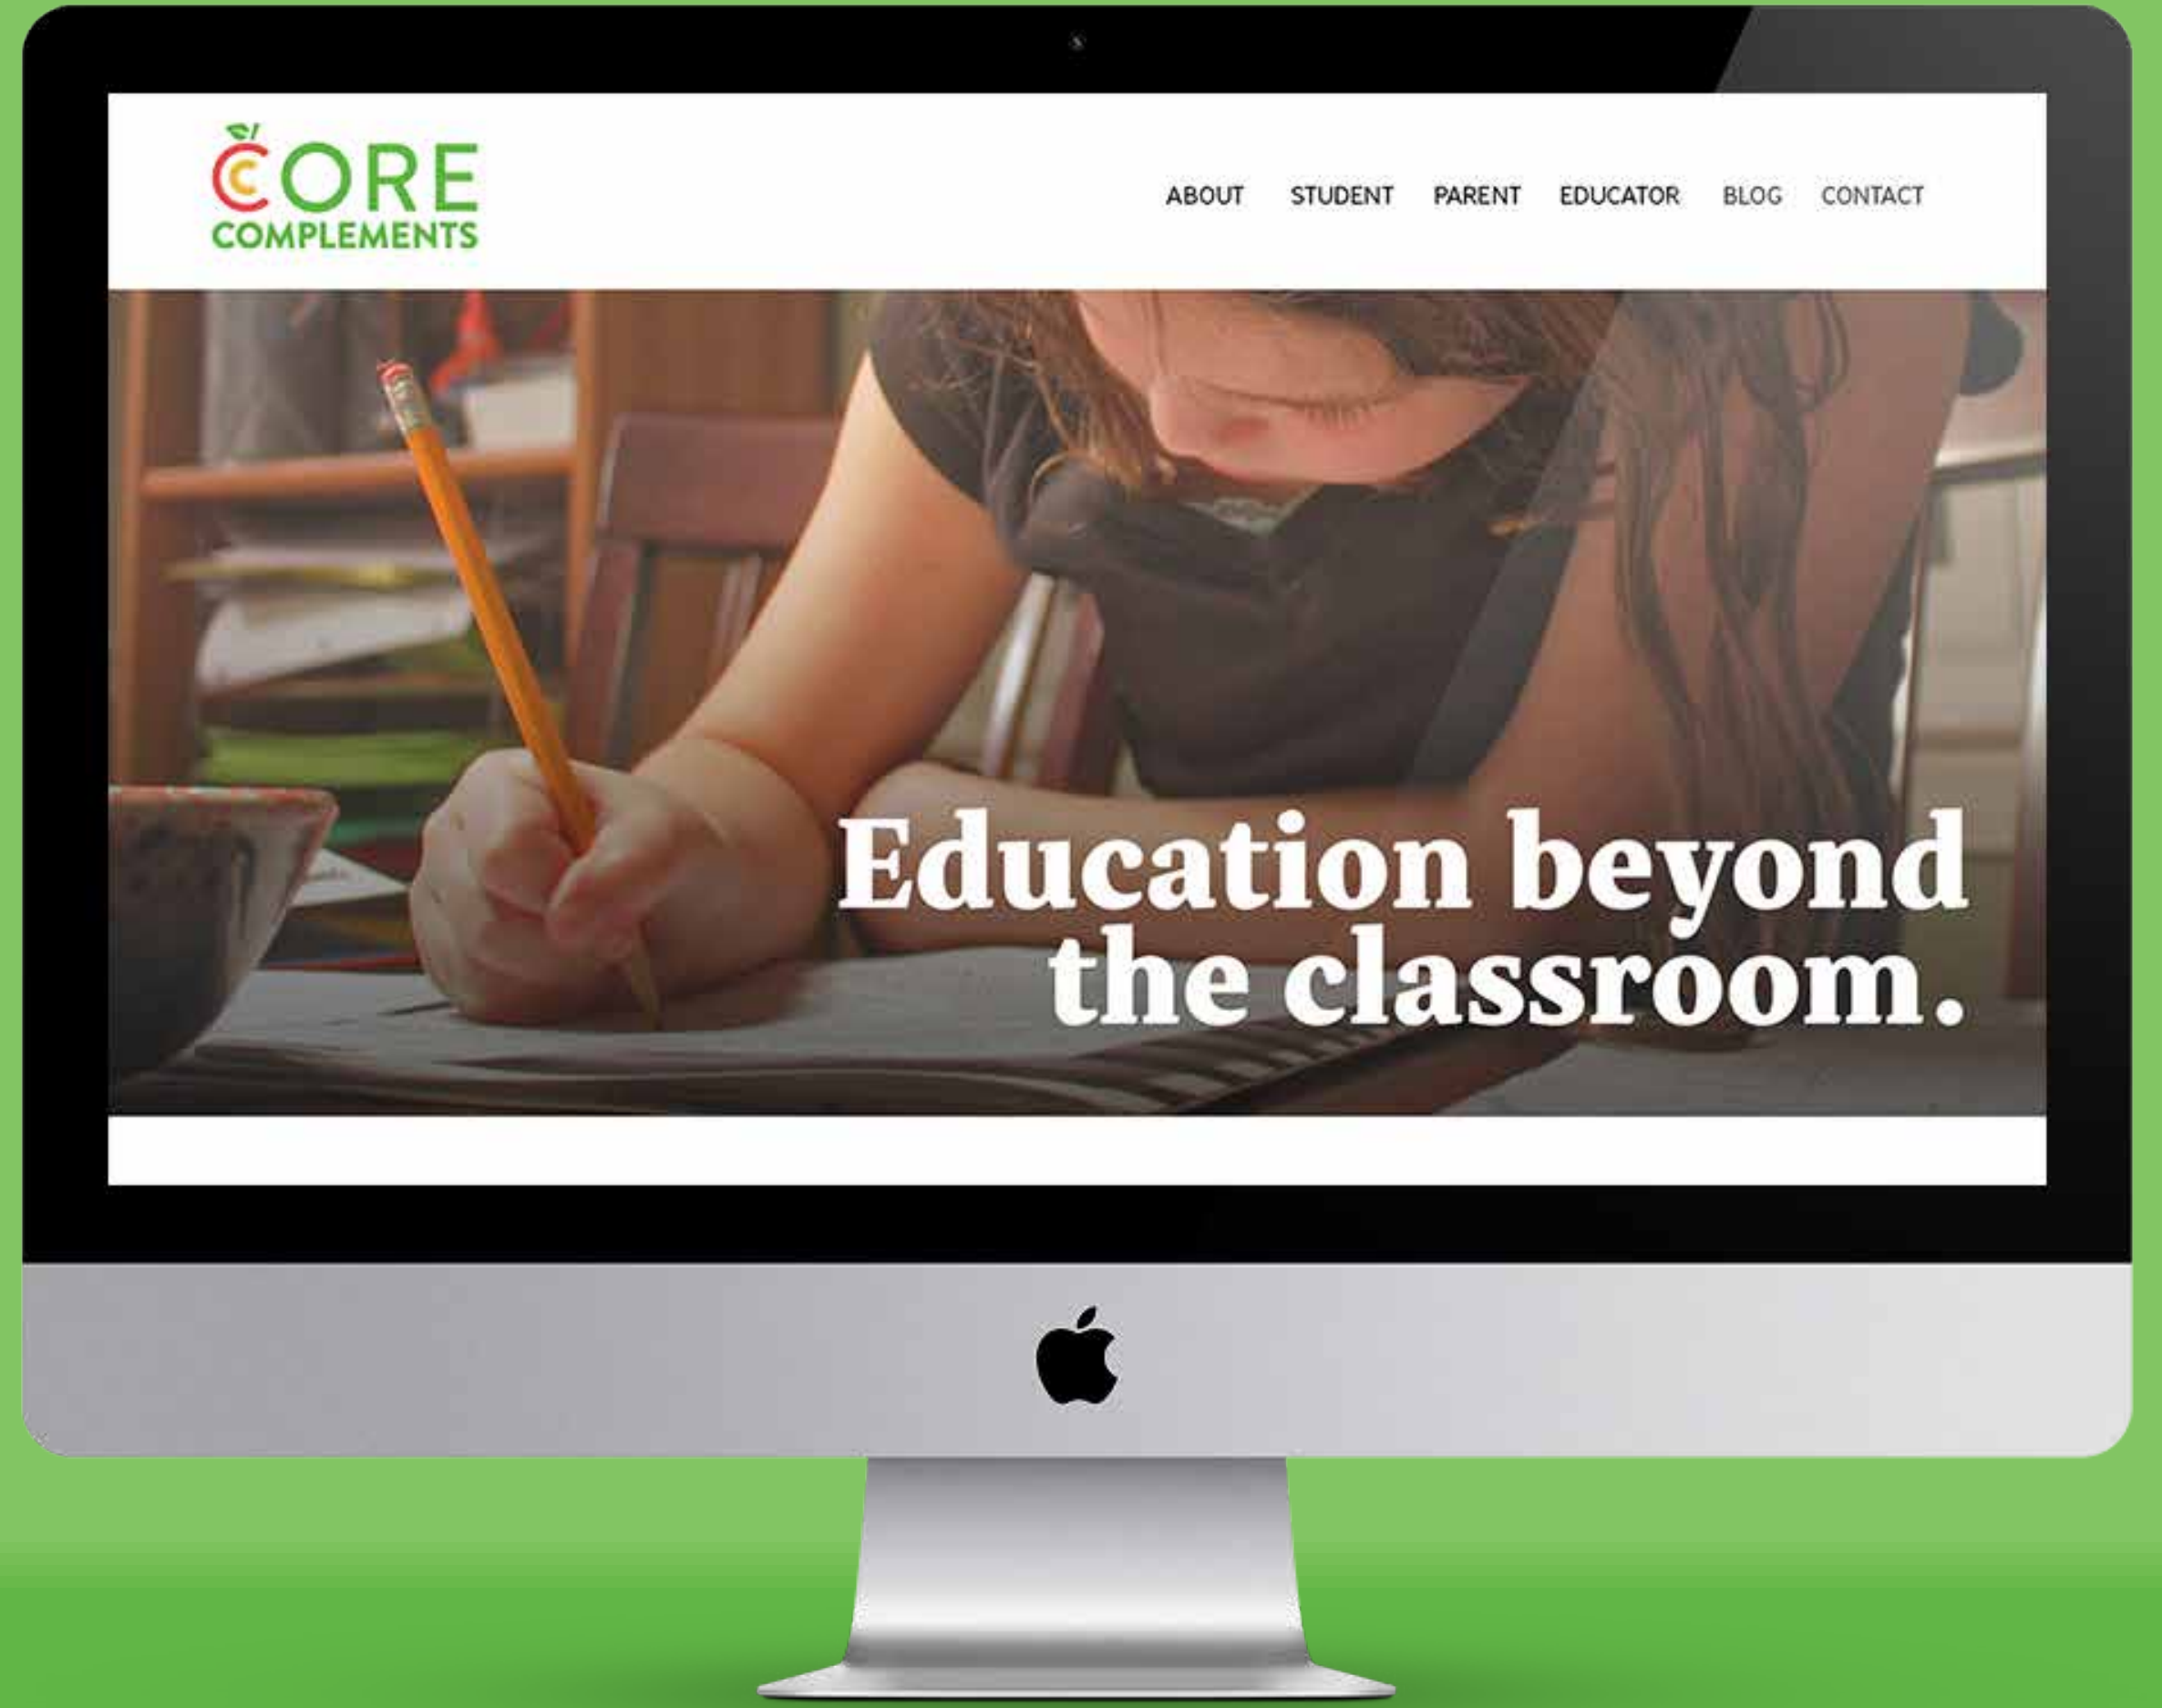 CORE
COMPLEMENTS
ABOUT STUDENT PARENT EDUCATOR BLOG CONTACT
Education beyond
the classroom.